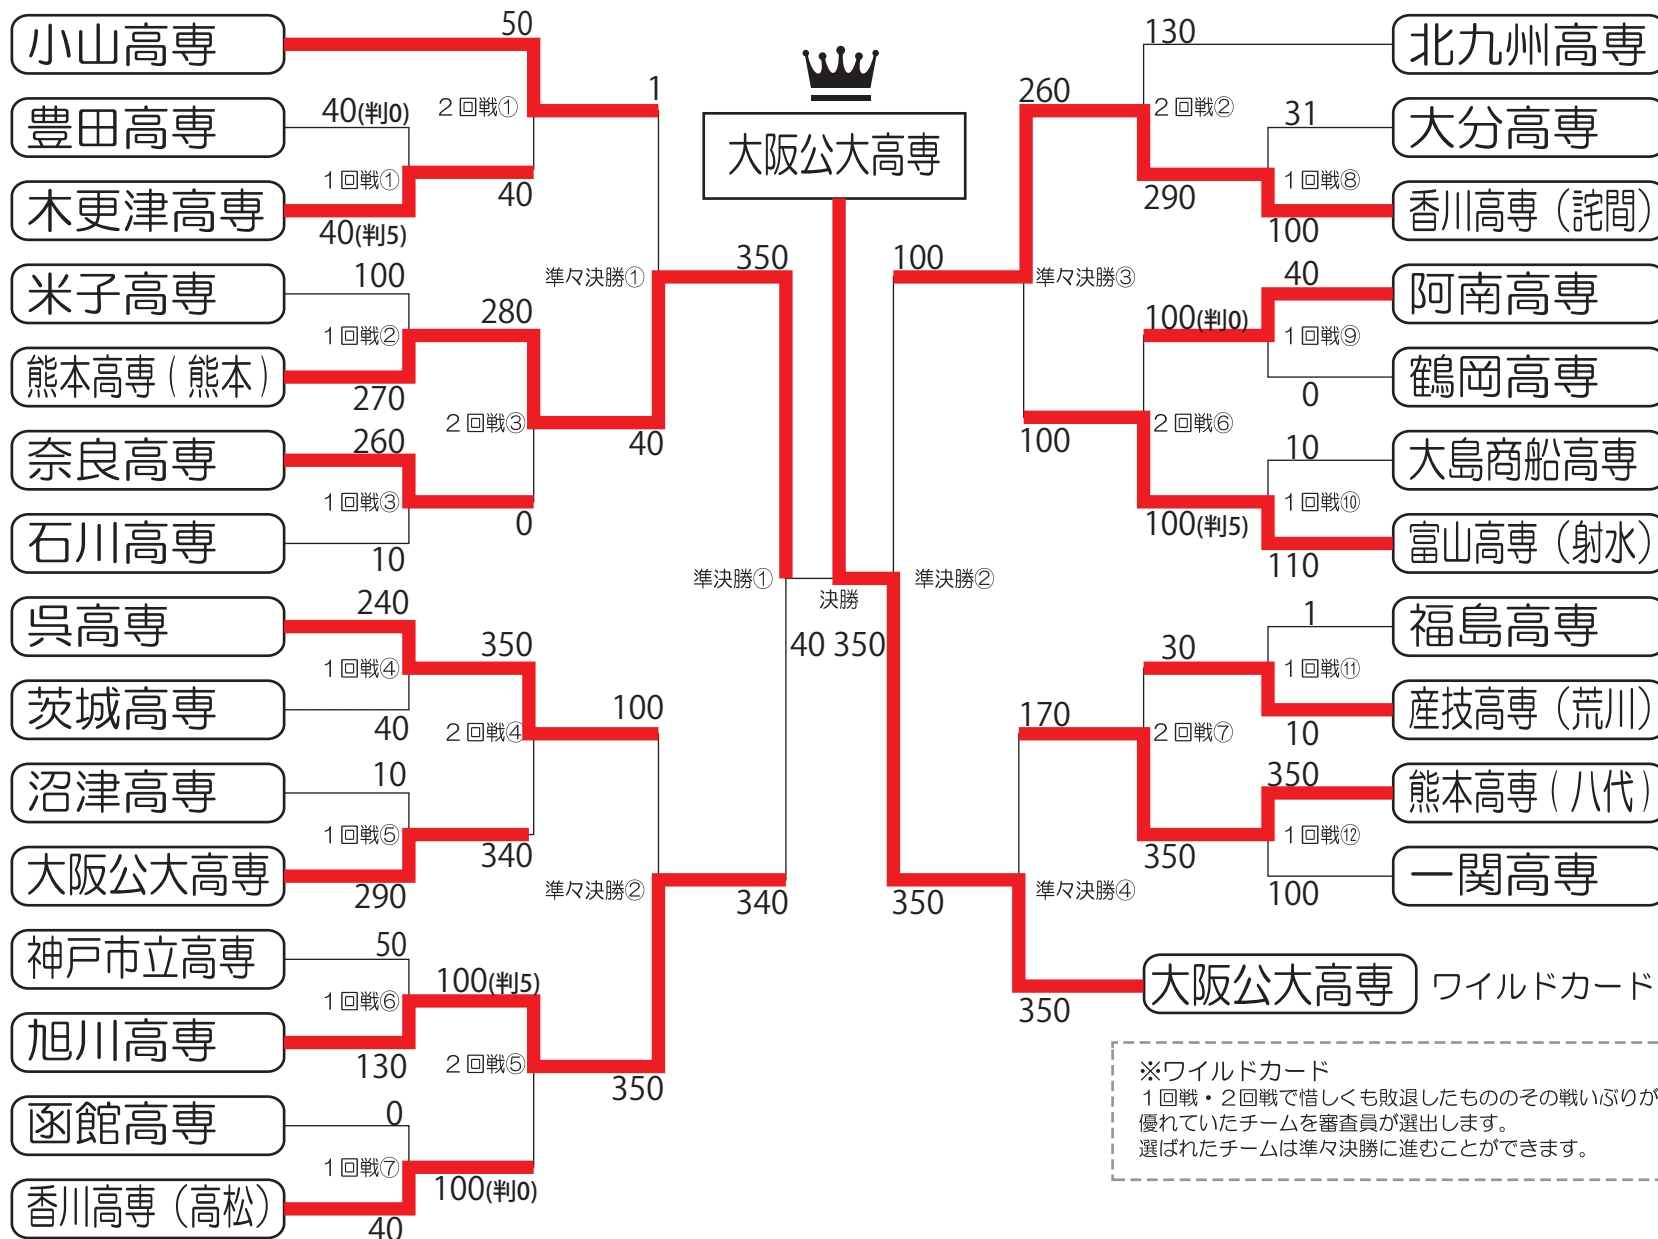 小山高専
50
豊田高専
40(判0)
1回戦①
2回戦①
1
木更津高専
40(判5)
40
米子高専
100
1回戦②
280
準々決勝①
350
熊本高専(熊本)
270
2回戦③
40
奈良高専
260
1回戦③
0
石川高専
10
呉高専
240
1回戦④
350
茨城高専
40
2回戦④
100
沼津高専
10
1回戦⑤
340
大阪公大高専
290
準々決勝②
340
神戸市立高専
50
1回戦⑥
100(判5)
旭川高専
130
2回戦⑤
350
函館高専
0
1回戦⑦
100(判0)
香川高専(高松)
40
大阪公大高専
準決勝①
決勝
準決勝②
40
350
130
北九州高専
260
2回戦②
31
大分高専
1回戦⑧
290
100
香川高専(詫間)
100
準々決勝③
40
阿南高専
100(判0)
1回戦⑨
0
鶴岡高専
100
2回戦⑥
10
大島商船高専
1回戦⑩
100(判5)
110
富山高専(射水)
1
福島高専
30
1回戦⑪
10
産技高専(荒川)
170
2回戦⑦
350
熊本高専(八代)
1回戦⑫
350
100
一関高専
350
準々決勝④
350
大阪公大高専
ワイルドカード
※ワイルドカード
1回戦・2回戦で惜しくも敗退したもののその戦いぶりが
優れていたチームを審査員が選出します。
選ばれたチームは準々決勝に進むことができます。